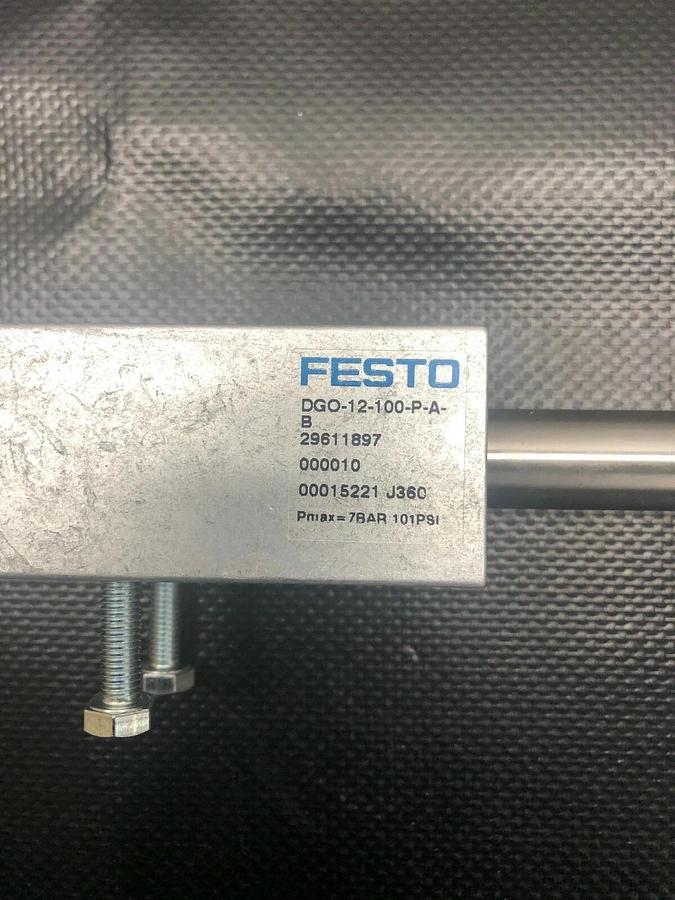 FESTO
DGO-12-100-P-A-
B
29611897
000010
00015221 J360
Pmax=7BAR 101PSI